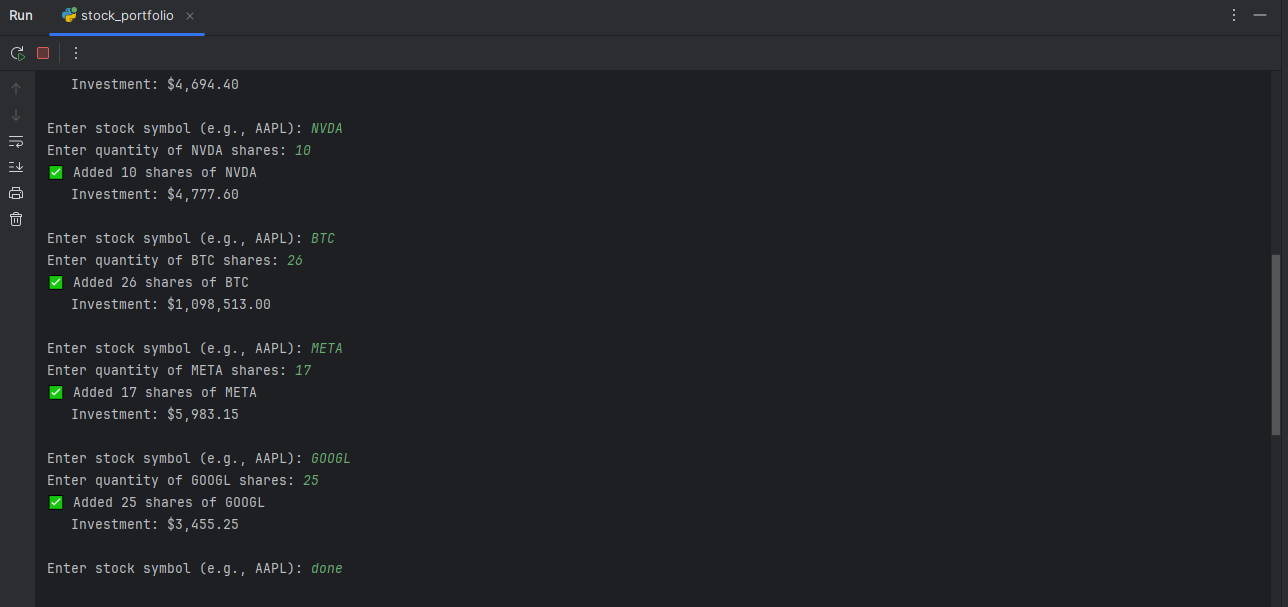 Run stock_portfolio
Investment: $4,694.40
Enter stock symbol (e.g., AAPL): NVDA
Enter quantity of NVDA shares: 10
✅ Added 10 shares of NVDA
Investment: $4,777.60
Enter stock symbol (e.g., AAPL): BTC
Enter quantity of BTC shares: 26
✅ Added 26 shares of BTC
Investment: $1,098,513.00
Enter stock symbol (e.g., AAPL): META
Enter quantity of META shares: 17
✅ Added 17 shares of META
Investment: $5,983.15
Enter stock symbol (e.g., AAPL): GOOGL
Enter quantity of GOOGL shares: 25
✅ Added 25 shares of GOOGL
Investment: $3,455.25
Enter stock symbol (e.g., AAPL): done